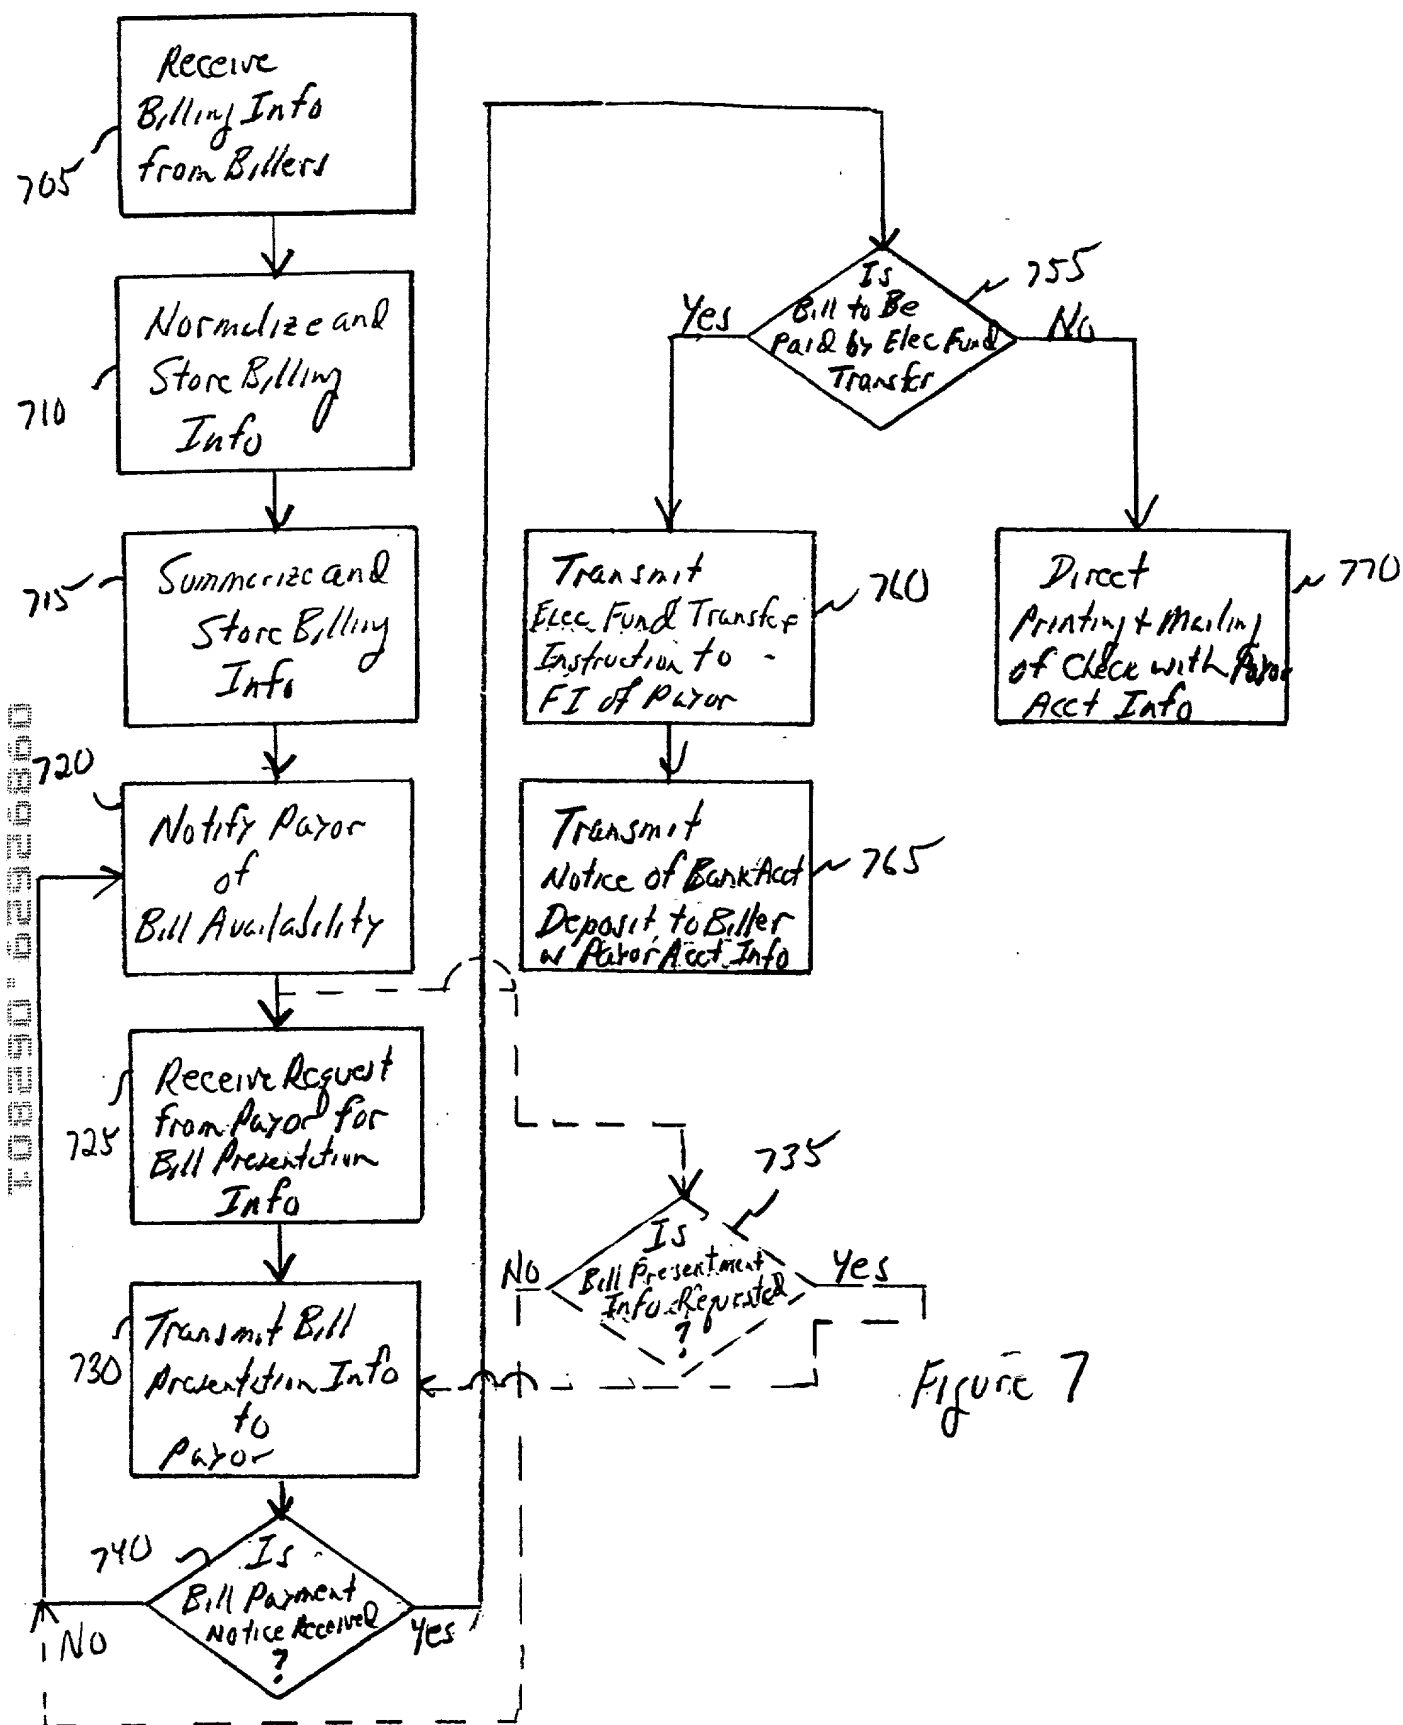 Receive
Billing Info
from Billers
705
Normalize and
Store Billing
Info
710
Summarize and
Store Billing
Info
715
720
Notify Payor
of
Bill Availability
Receive Request
from Payor for
Bill Presentation
Info
725
Transmit Bill
Presentation Info
to
Payor
730
740
Is
Bill Payment
Notice Received
?
No
Yes
Is
Bill to Be
Paid by Elec Fund
Transfer
755
Yes
No
Transmit
Elec Fund Transfer
Instruction to
FI of Payor
760
Direct
Printing + Mailing
of Check with Payor
Acct Info
770
Transmit
Notice of Bank Acct
Deposit to Biller
w Payor Acct Info
765
735
Is
Bill Presentment
Info Requested
?
No
Yes
Figure 7
09892629.052801